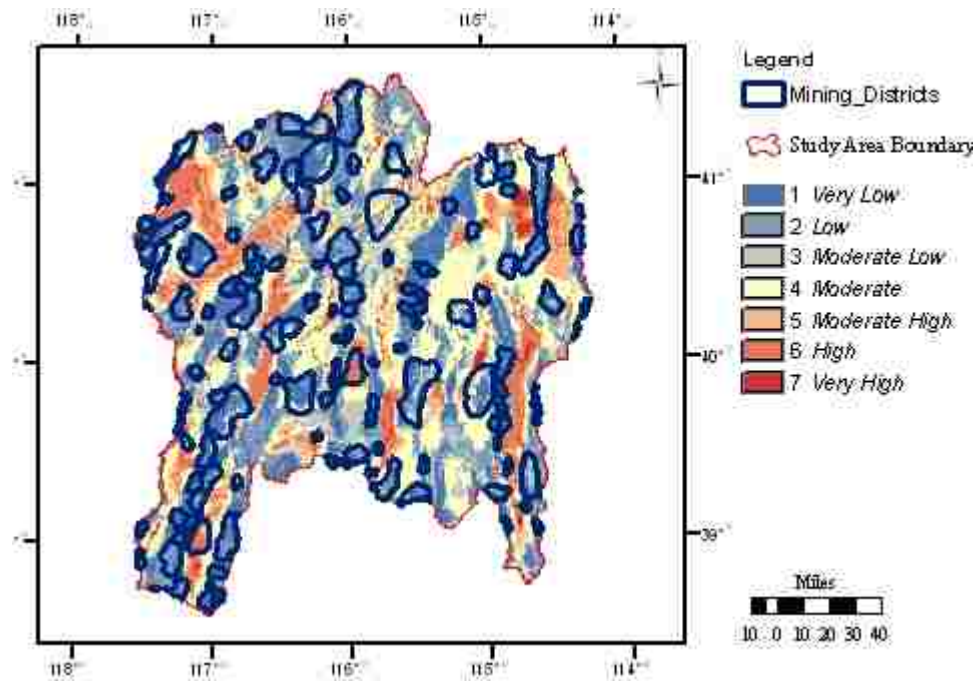 118° 117° 116° 115° 114°
Legend
Mining_Districts
Study Area Boundary
1 Very Low
2 Low
3 Moderate Low
4 Moderate
5 Moderate High
6 High
7 Very High
41°
40°
39°
Miles
10 0 10 20 30 40
118° 117° 116° 115° 114°